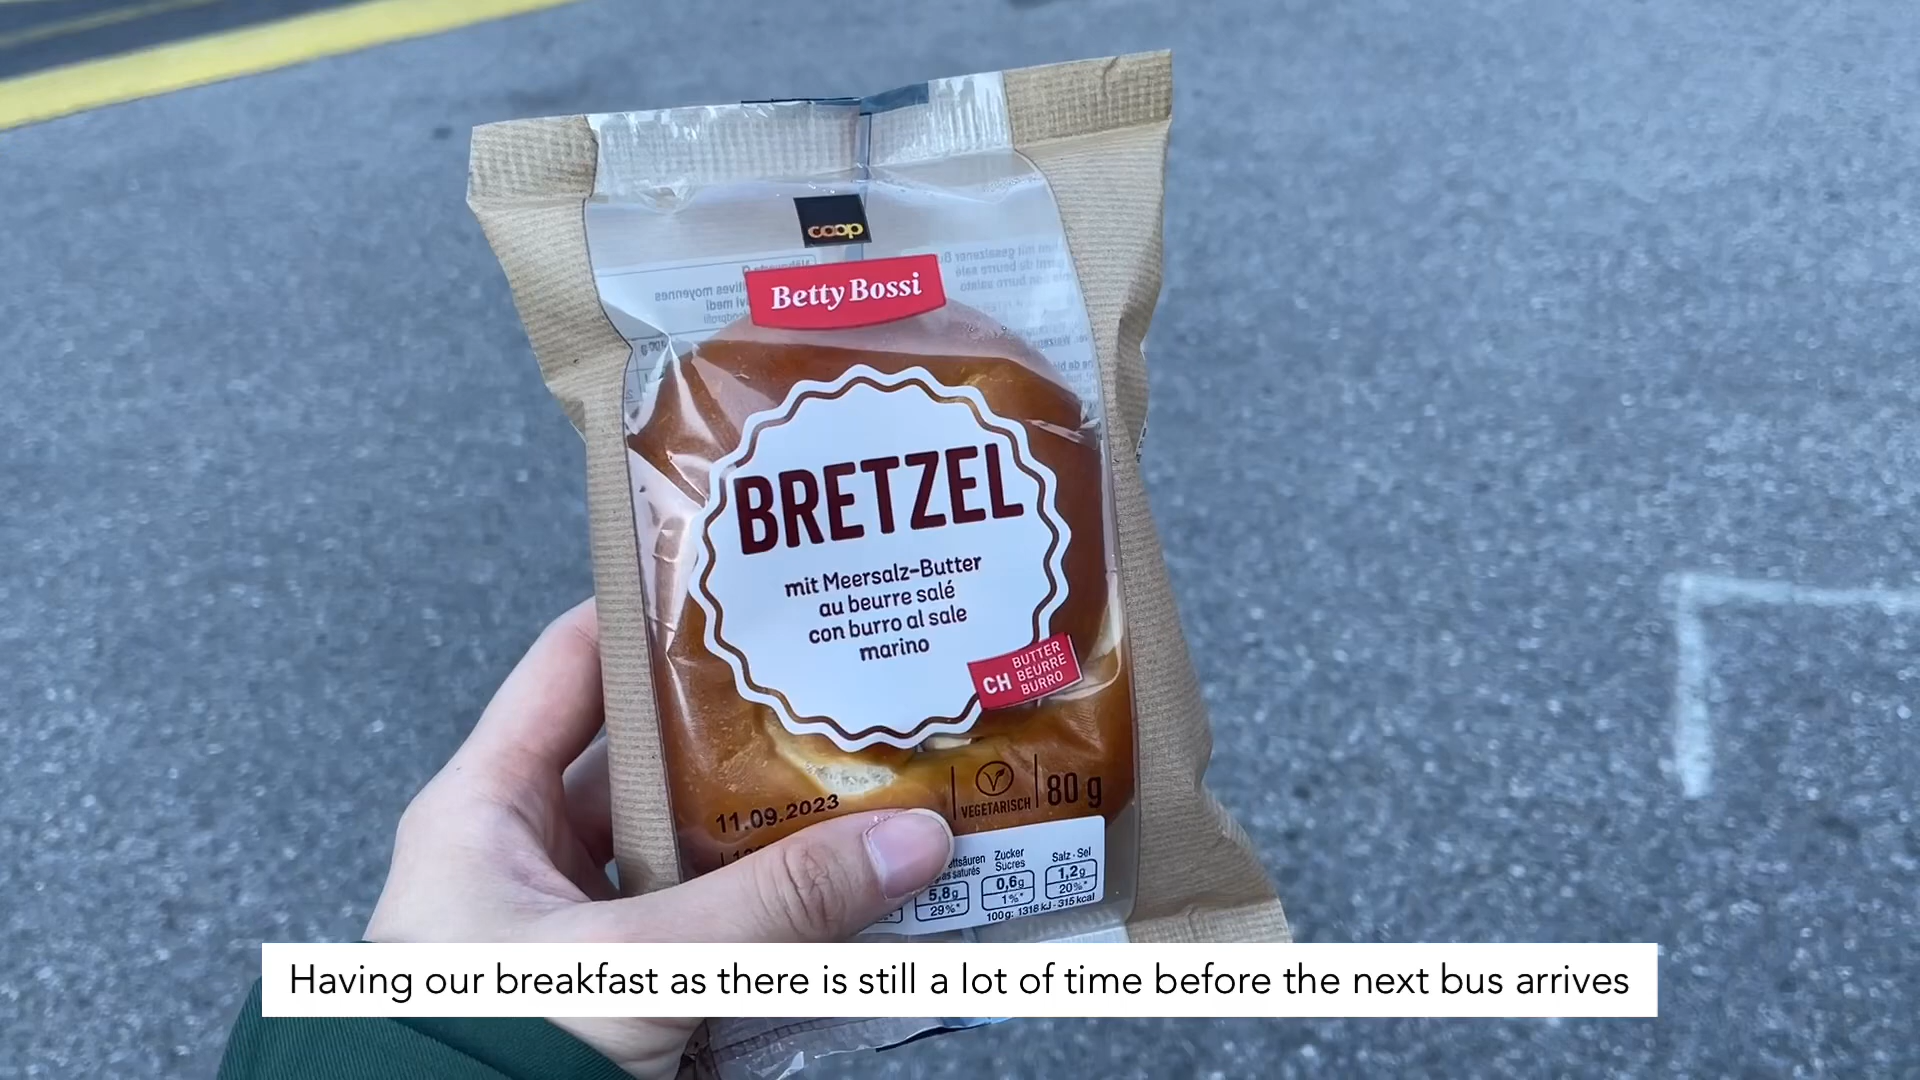 coop
Betty Bossi
BRETZEL
mit Meersalz-Butter
au beurre salé
con burro al sale
marino
CH
BUTTER
BEURRE
BURRO
11.09.2023
VEGETARISCH
80 g
Zucker
Sucres
0,6g
1%*
Salz · Sel
1,2g
20%*
5,8g
29%*
100g: 1318 kJ · 315 kcal
Having our breakfast as there is still a lot of time before the next bus arrives